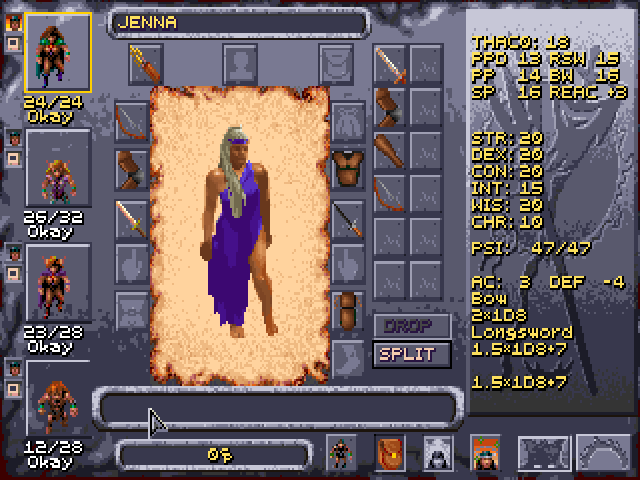 JENNA
24/24
Okay
26/32
Okay
23/28
Okay
12/28
Okay
DROP
SPLIT
THAC0: 18
PPD 13 RSW 15
PP 14 BW 16
SP 16 REAC +3
STR: 20
DEX: 20
CON: 20
INT: 15
WIS: 20
CHR: 10
PSI: 47/47
AC: 3 DEF -4
Bow
2×1D8
Longsword
1.5×1D8+7
1.5×1D8+7